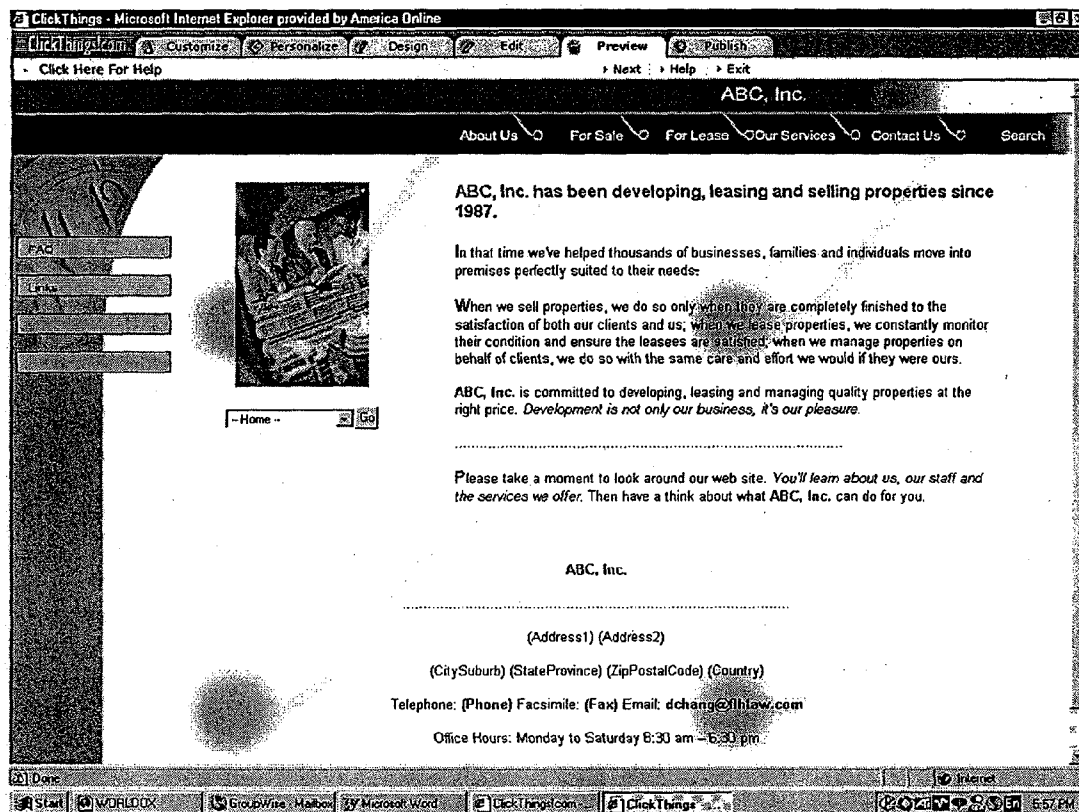 ClickThings - Microsoft Internet Explorer provided by America Online
ClickThings.com Customize Personalize Design Edit Preview Publish
Click Here For Help Next Help Exit
ABC, Inc.
About Us For Sale For Lease Our Services Contact Us Search
ABC, Inc. has been developing, leasing and selling properties since
1987.
FAQ
In that time we've helped thousands of businesses, families and individuals move into
premises perfectly suited to their needs.
Links
When we sell properties, we do so only when they are completely finished to the
satisfaction of both our clients and us; when we lease properties, we constantly monitor
their condition and ensure the leasees are satisfied; when we manage properties on
behalf of clients, we do so with the same care and effort we would if they were ours.
ABC, Inc. is committed to developing, leasing and managing quality properties at the
right price. Development is not only our business, it's our pleasure.
-- Home -- Go
Please take a moment to look around our web site. You'll learn about us, our staff and
the services we offer. Then have a think about what ABC, Inc. can do for you.
ABC, Inc.
(Address1) (Address2)
(CitySuburb) (StateProvince) (ZipPostalCode) (Country)
Telephone: (Phone) Facsimile: (Fax) Email: dchang@flhlaw.com
Office Hours: Monday to Saturday 8:30 am – 6:30 pm
Done Internet
Start WORLDOX GroupWise - Mailbox Microsoft Word ClickThings.com ClickThings 6:57 PM